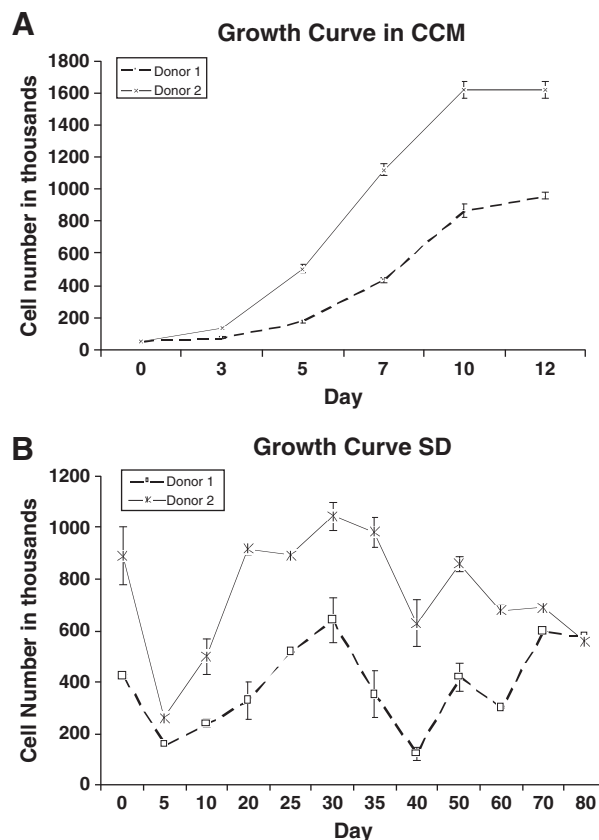 A
Growth Curve in CCM
Cell number in thousands
1800
1600
1400
1200
1000
800
600
400
200
0
Donor 1
Donor 2
0 3 5 7 10 12
Day
B
Growth Curve SD
Cell Number in thousands
1200
1000
800
600
400
200
0
Donor 1
Donor 2
0 5 10 20 25 30 35 40 50 60 70 80
Day